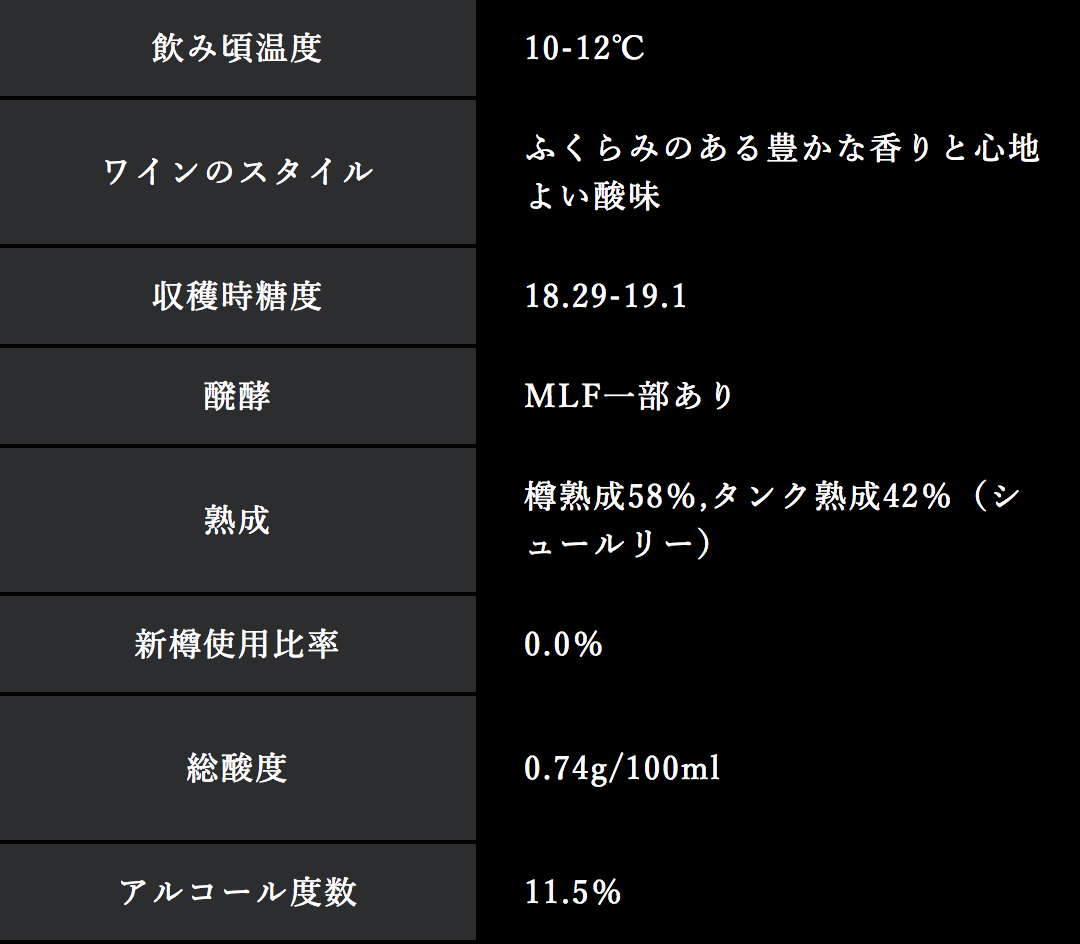 飲み頃温度
10-12℃
ワインのスタイル
ふくらみのある豊かな香りと心地
よい酸味
収穫時糖度
18.29-19.1
醗酵
MLF一部あり
熟成
樽熟成58%,タンク熟成42%（シ
ュールリー）
新樽使用比率
0.0%
総酸度
0.74g/100ml
アルコール度数
11.5%